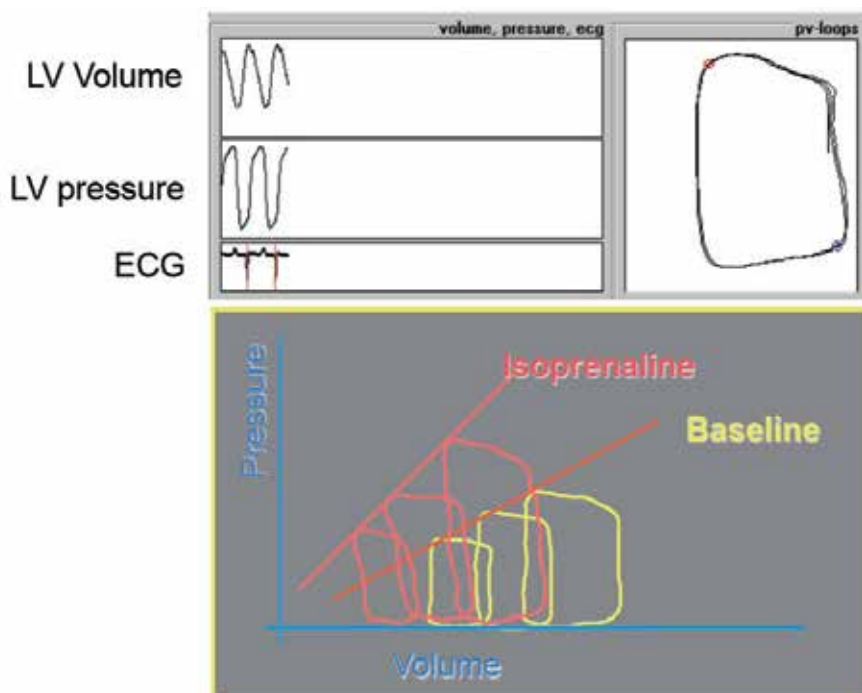 volume, pressure, ecg
pv-loops
LV Volume
LV pressure
ECG
Isoprenaline
Baseline
Pressure
Volume